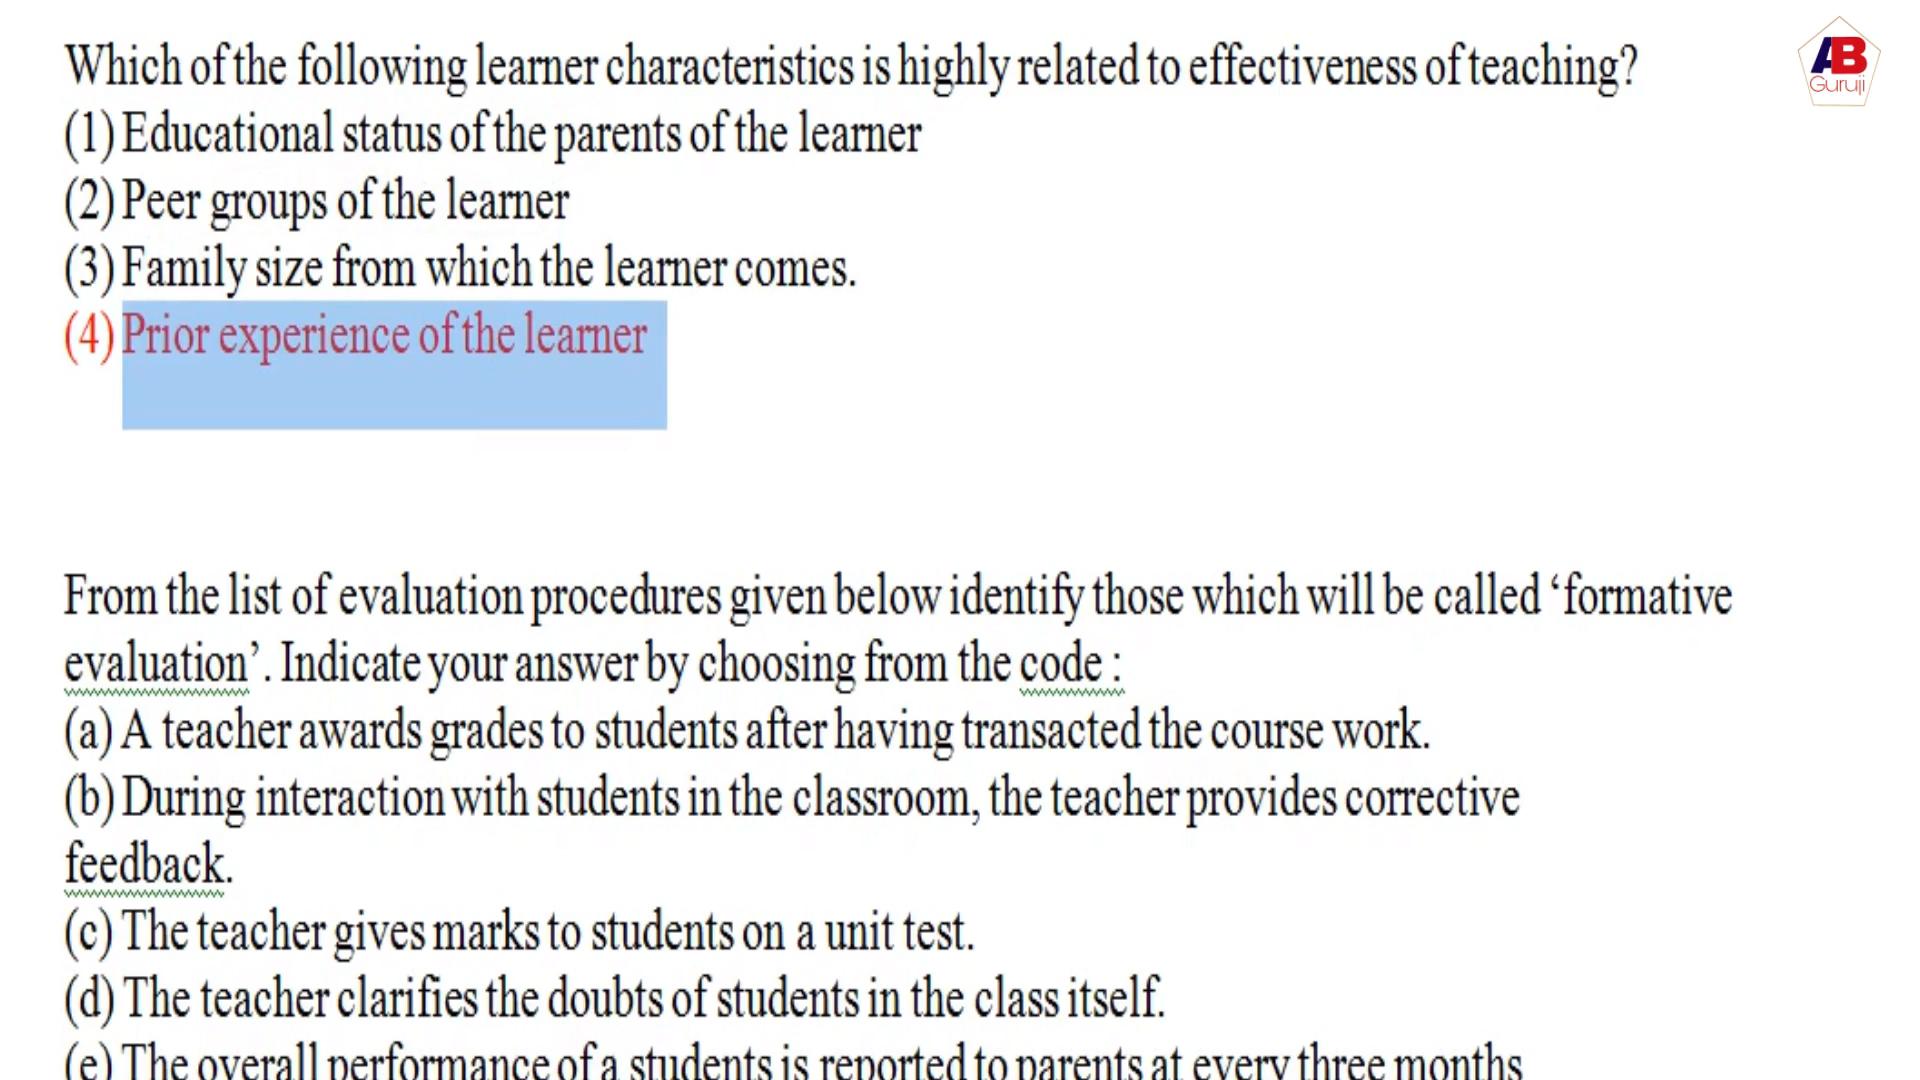 Which of the following learner characteristics is highly related to effectiveness of teaching?
(1) Educational status of the parents of the learner
(2) Peer groups of the learner
(3) Family size from which the learner comes.
(4) Prior experience of the learner
From the list of evaluation procedures given below identify those which will be called ‘formative
evaluation’. Indicate your answer by choosing from the code :
(a) A teacher awards grades to students after having transacted the course work.
(b) During interaction with students in the classroom, the teacher provides corrective
feedback.
(c) The teacher gives marks to students on a unit test.
(d) The teacher clarifies the doubts of students in the class itself.
(e) The overall performance of a students is reported to parents at every three months
AB
Guruji